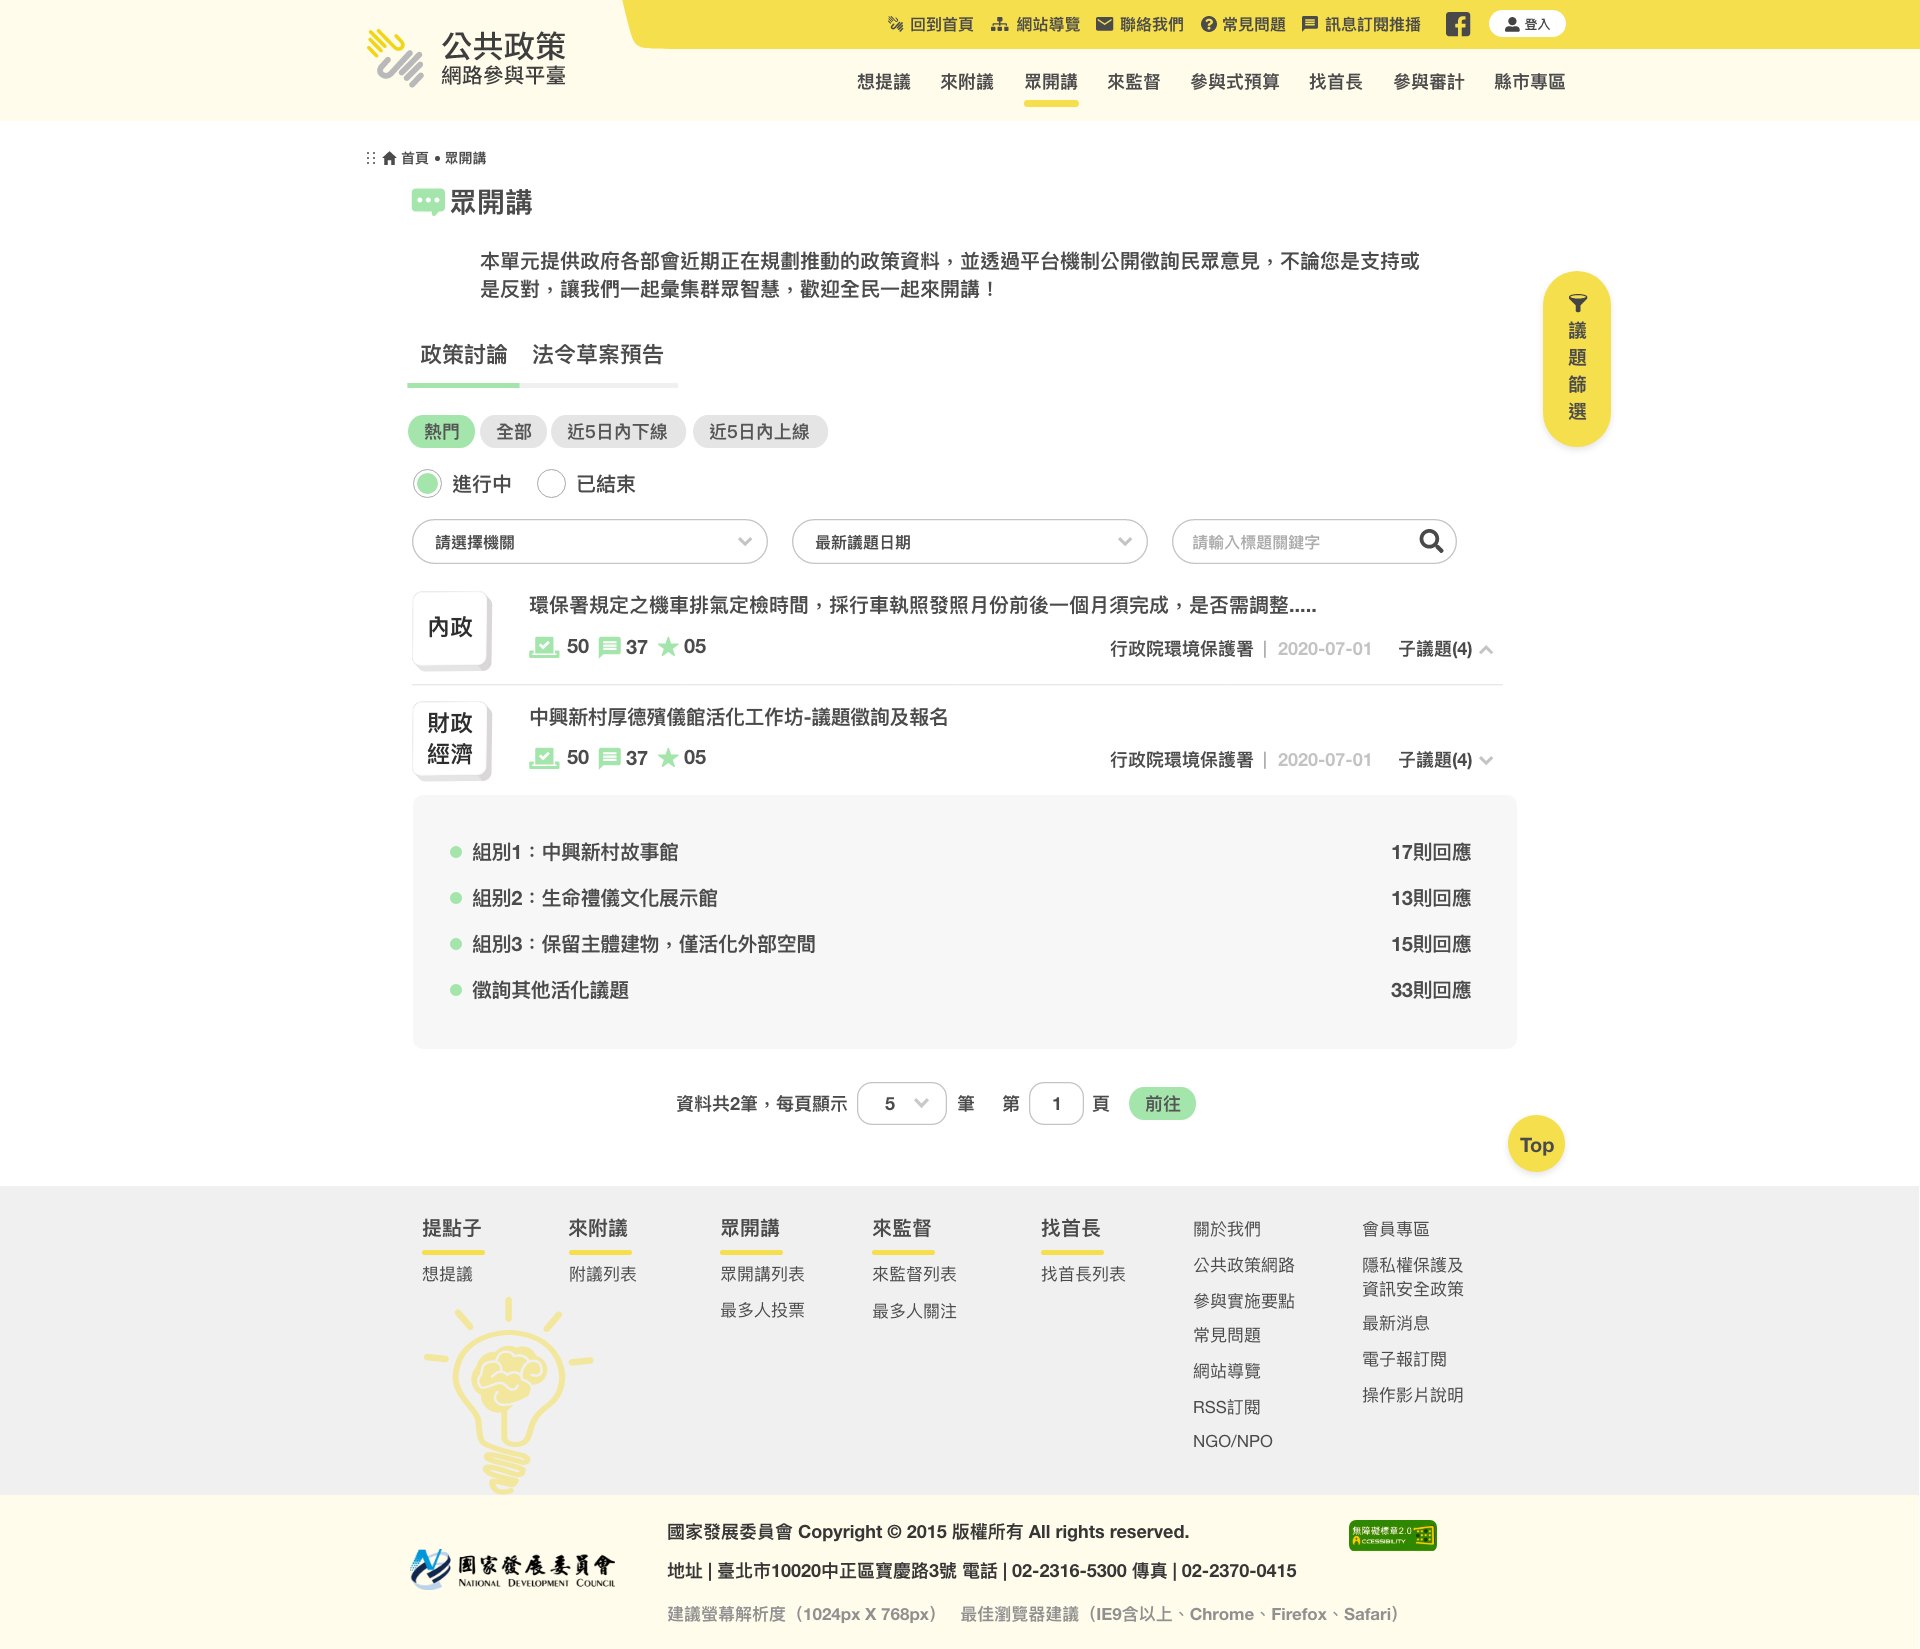 公共政策
網路參與平臺
回到首頁 網站導覽 聯絡我們 常見問題 訊息訂閱推播 登入
想提議 來附議 眾開講 來監督 參與式預算 找首長 參與審計 縣市專區
首頁 • 眾開講
眾開講
本單元提供政府各部會近期正在規劃推動的政策資料，並透過平台機制公開徵詢民眾意見，不論您是支持或
是反對，讓我們一起彙集群眾智慧，歡迎全民一起來開講！
議題篩選
政策討論 法令草案預告
熱門 全部 近5日內下線 近5日內上線
進行中 已結束
請選擇機關 最新議題日期 請輸入標題關鍵字
內政
環保署規定之機車排氣定檢時間，採行車執照發照月份前後一個月須完成，是否需調整.....
50 37 05 行政院環境保護署 | 2020-07-01 子議題(4)
財政
經濟
中興新村厚德殯儀館活化工作坊-議題徵詢及報名
50 37 05 行政院環境保護署 | 2020-07-01 子議題(4)
組別1：中興新村故事館 17則回應
組別2：生命禮儀文化展示館 13則回應
組別3：保留主體建物，僅活化外部空間 15則回應
徵詢其他活化議題 33則回應
資料共2筆，每頁顯示 5 筆 第 1 頁 前往
Top
提點子 來附議 眾開講 來監督 找首長 關於我們 會員專區
想提議 附議列表 眾開講列表 來監督列表 找首長列表 公共政策網路 隱私權保護及
資訊安全政策
最多人投票 最多人關注 參與實施要點 最新消息
常見問題 電子報訂閱
網站導覽 操作影片說明
RSS訂閱
NGO/NPO
國家發展委員會
NATIONAL DEVELOPMENT COUNCIL
國家發展委員會 Copyright © 2015 版權所有 All rights reserved.
無障礙標章2.0
ACCESSIBILITY
地址 | 臺北市10020中正區寶慶路3號 電話 | 02-2316-5300 傳真 | 02-2370-0415
建議螢幕解析度（1024px X 768px） 最佳瀏覽器建議（IE9含以上、Chrome、Firefox、Safari）